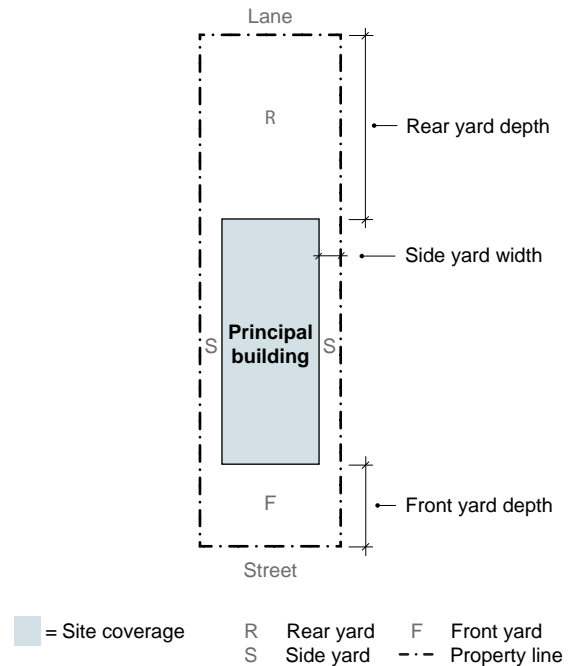 Lane
R
Rear yard depth
Side yard width
S
Principal
building
S
F
Front yard depth
Street
= Site coverage
R Rear yard
F Front yard
S Side yard
Property line